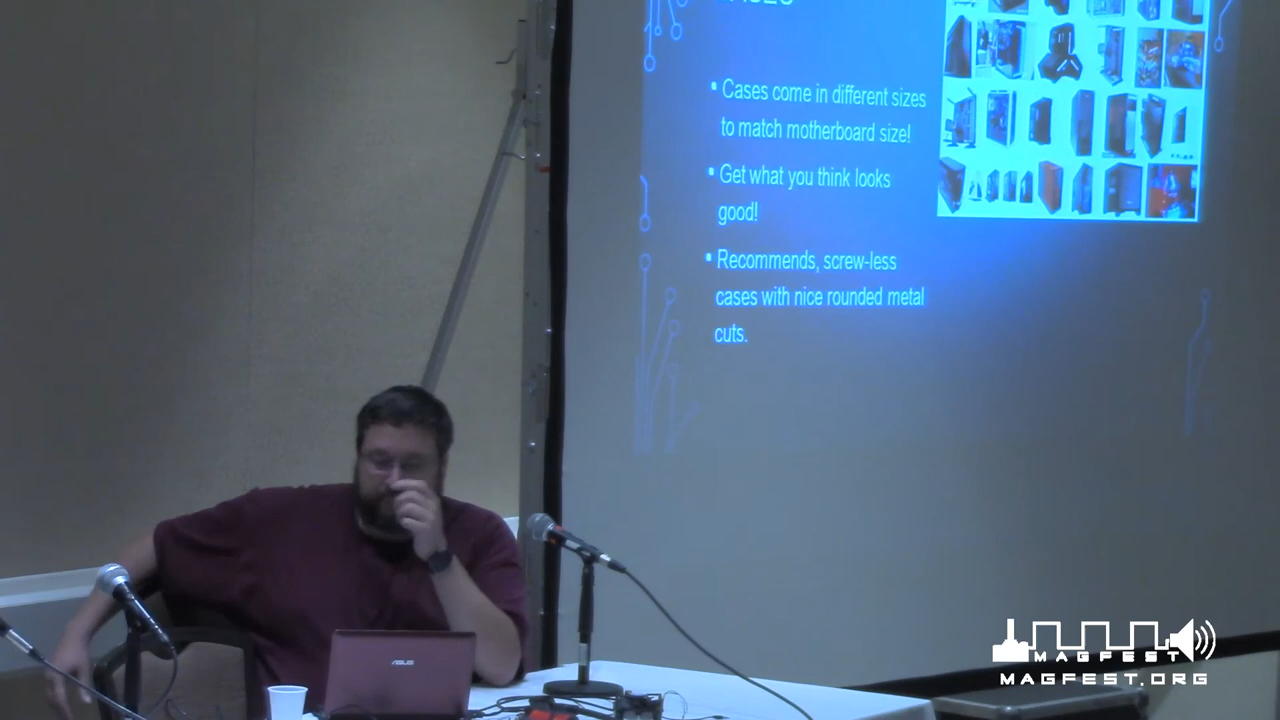 ▪ Cases come in different sizes
to match motherboard size!
▪ Get what you think looks
good!
▪ Recommends, screw-less
cases with nice rounded metal
cuts.
ASUS
MAGFEST
MAGFEST.ORG